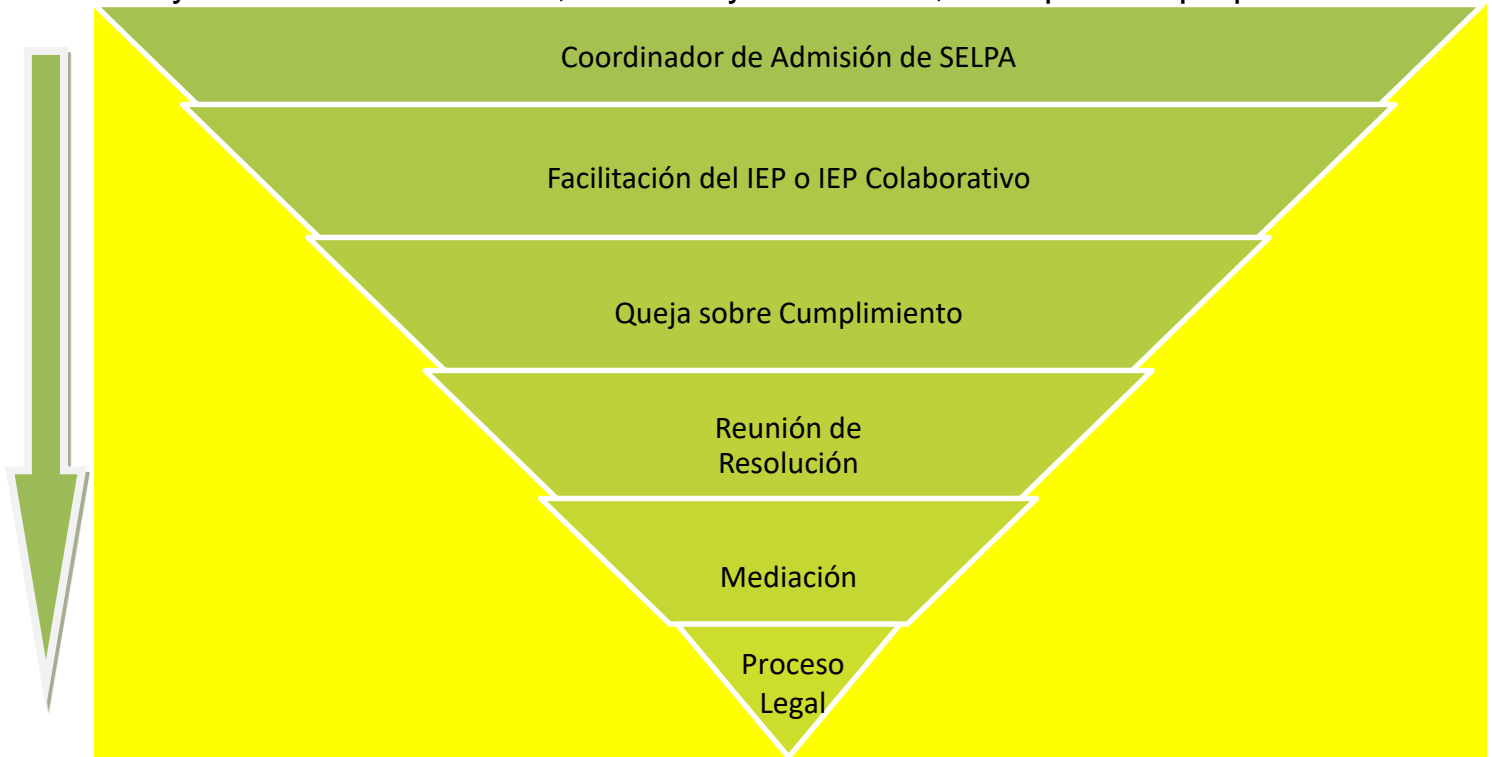 Coordinador de Admisión de SELPA
Facilitación del IEP o IEP Colaborativo
Queja sobre Cumplimiento
Reunión de
Resolución
Mediación
Proceso
Legal